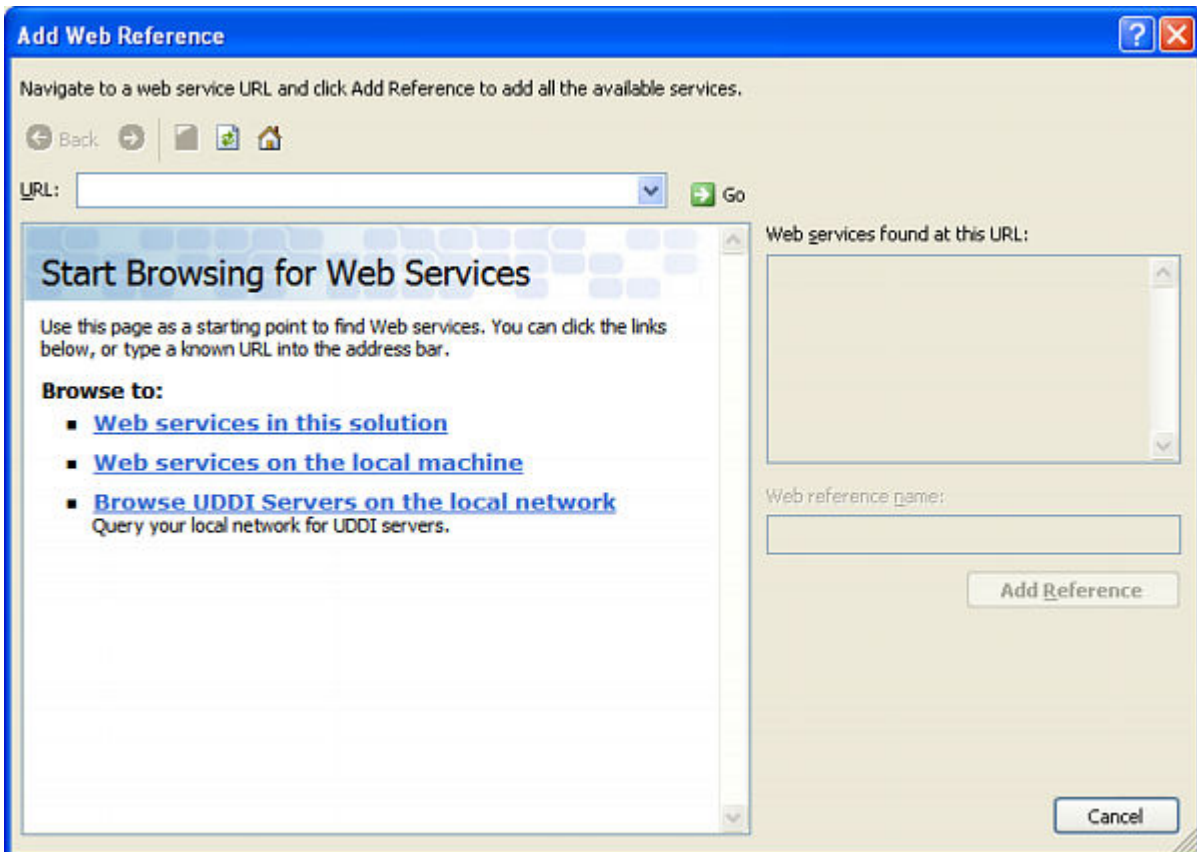 Add Web Reference
Navigate to a web service URL and click Add Reference to add all the available services.
Back
URL:
Go
Start Browsing for Web Services
Use this page as a starting point to find Web services. You can click the links
below, or type a known URL into the address bar.
Browse to:
Web services in this solution
Web services on the local machine
Browse UDDI Servers on the local network
Query your local network for UDDI servers.
Web services found at this URL:
Web reference name:
Add Reference
Cancel